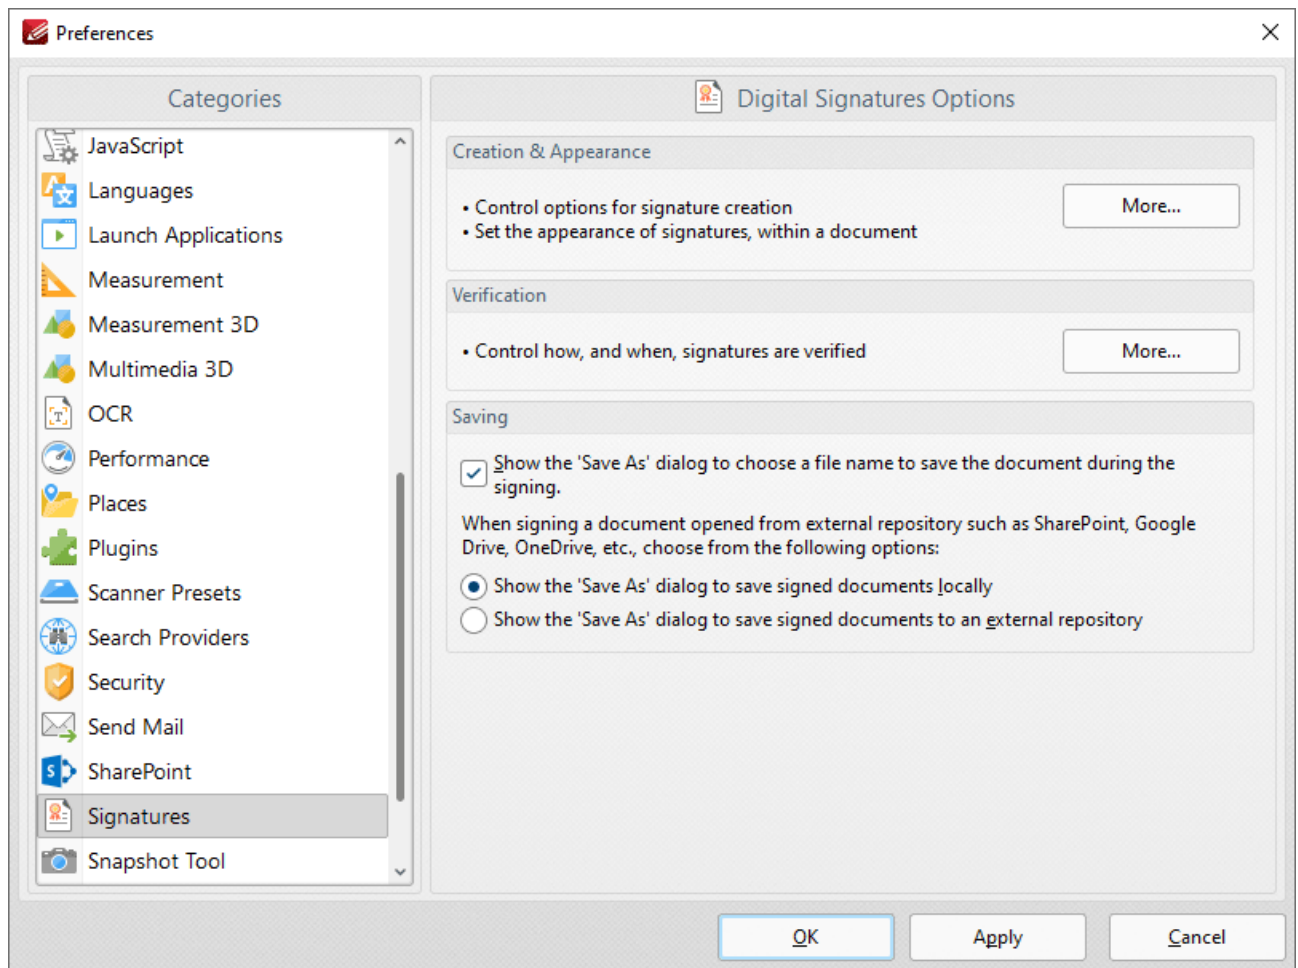 Preferences
Categories
JavaScript
Languages
Launch Applications
Measurement
Measurement 3D
Multimedia 3D
OCR
Performance
Places
Plugins
Scanner Presets
Search Providers
Security
Send Mail
SharePoint
Signatures
Snapshot Tool
Digital Signatures Options
Creation & Appearance
• Control options for signature creation
• Set the appearance of signatures, within a document
More...
Verification
• Control how, and when, signatures are verified
More...
Saving
Show the 'Save As' dialog to choose a file name to save the document during the
signing.
When signing a document opened from external repository such as SharePoint, Google
Drive, OneDrive, etc., choose from the following options:
Show the 'Save As' dialog to save signed documents locally
Show the 'Save As' dialog to save signed documents to an external repository
OK
Apply
Cancel